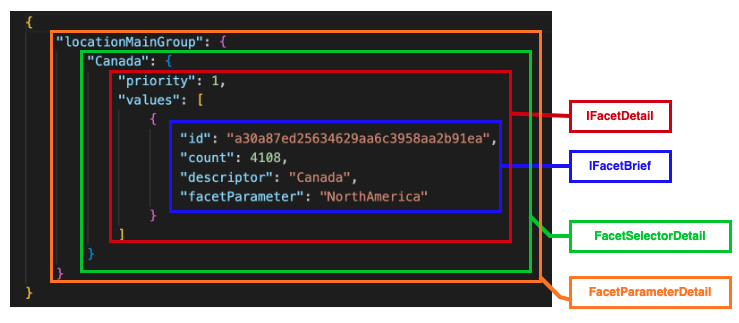 {
"locationMainGroup": {
"Canada": {
"priority": 1,
"values": [
{
"id": "a30a87ed25634629aa6c3958aa2b91ea",
"count": 4108,
"descriptor": "Canada",
"facetParameter": "NorthAmerica"
}
]
}
}
}
IFacetDetail
IFacetBrief
FacetSelectorDetail
FacetParameterDetail